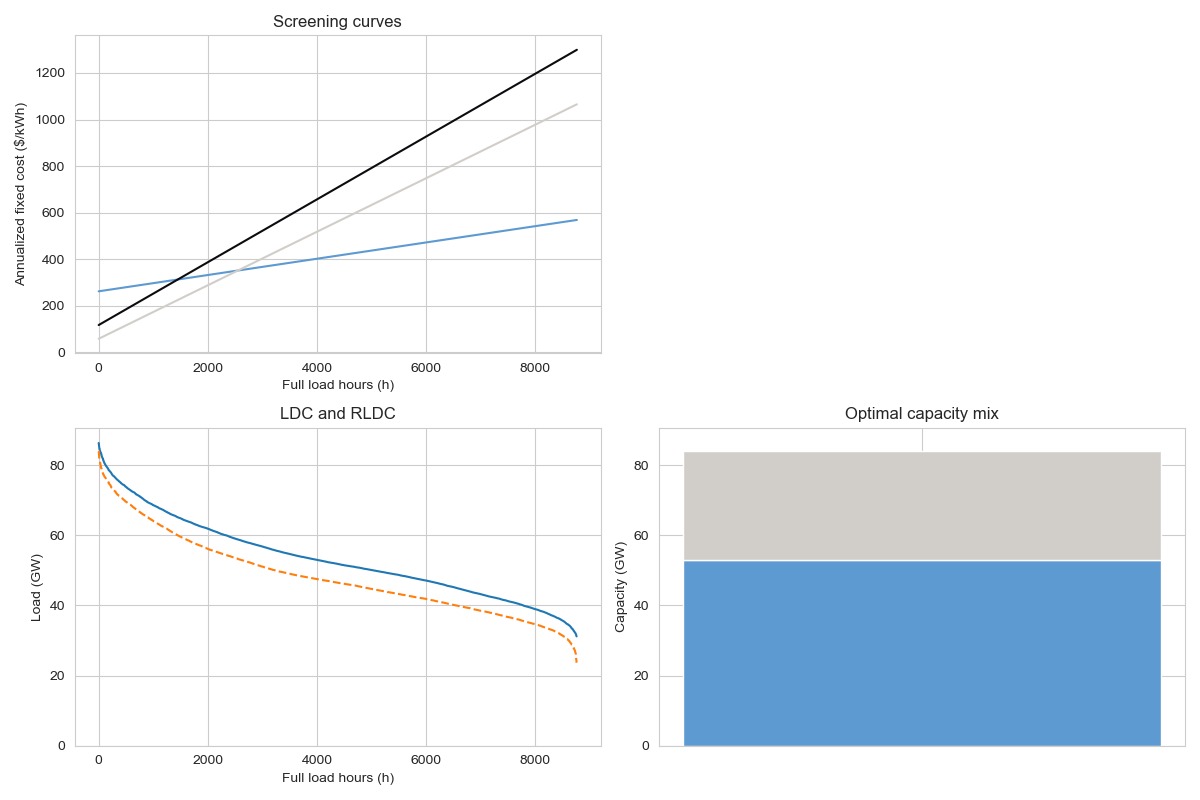 Screening curves
Annualized fixed cost ($/kWh)
1200
1000
800
600
400
200
0
0 2000 4000 6000 8000
Full load hours (h)
LDC and RLDC
Load (GW)
80
60
40
20
0
0 2000 4000 6000 8000
Full load hours (h)
Optimal capacity mix
Capacity (GW)
80
60
40
20
0